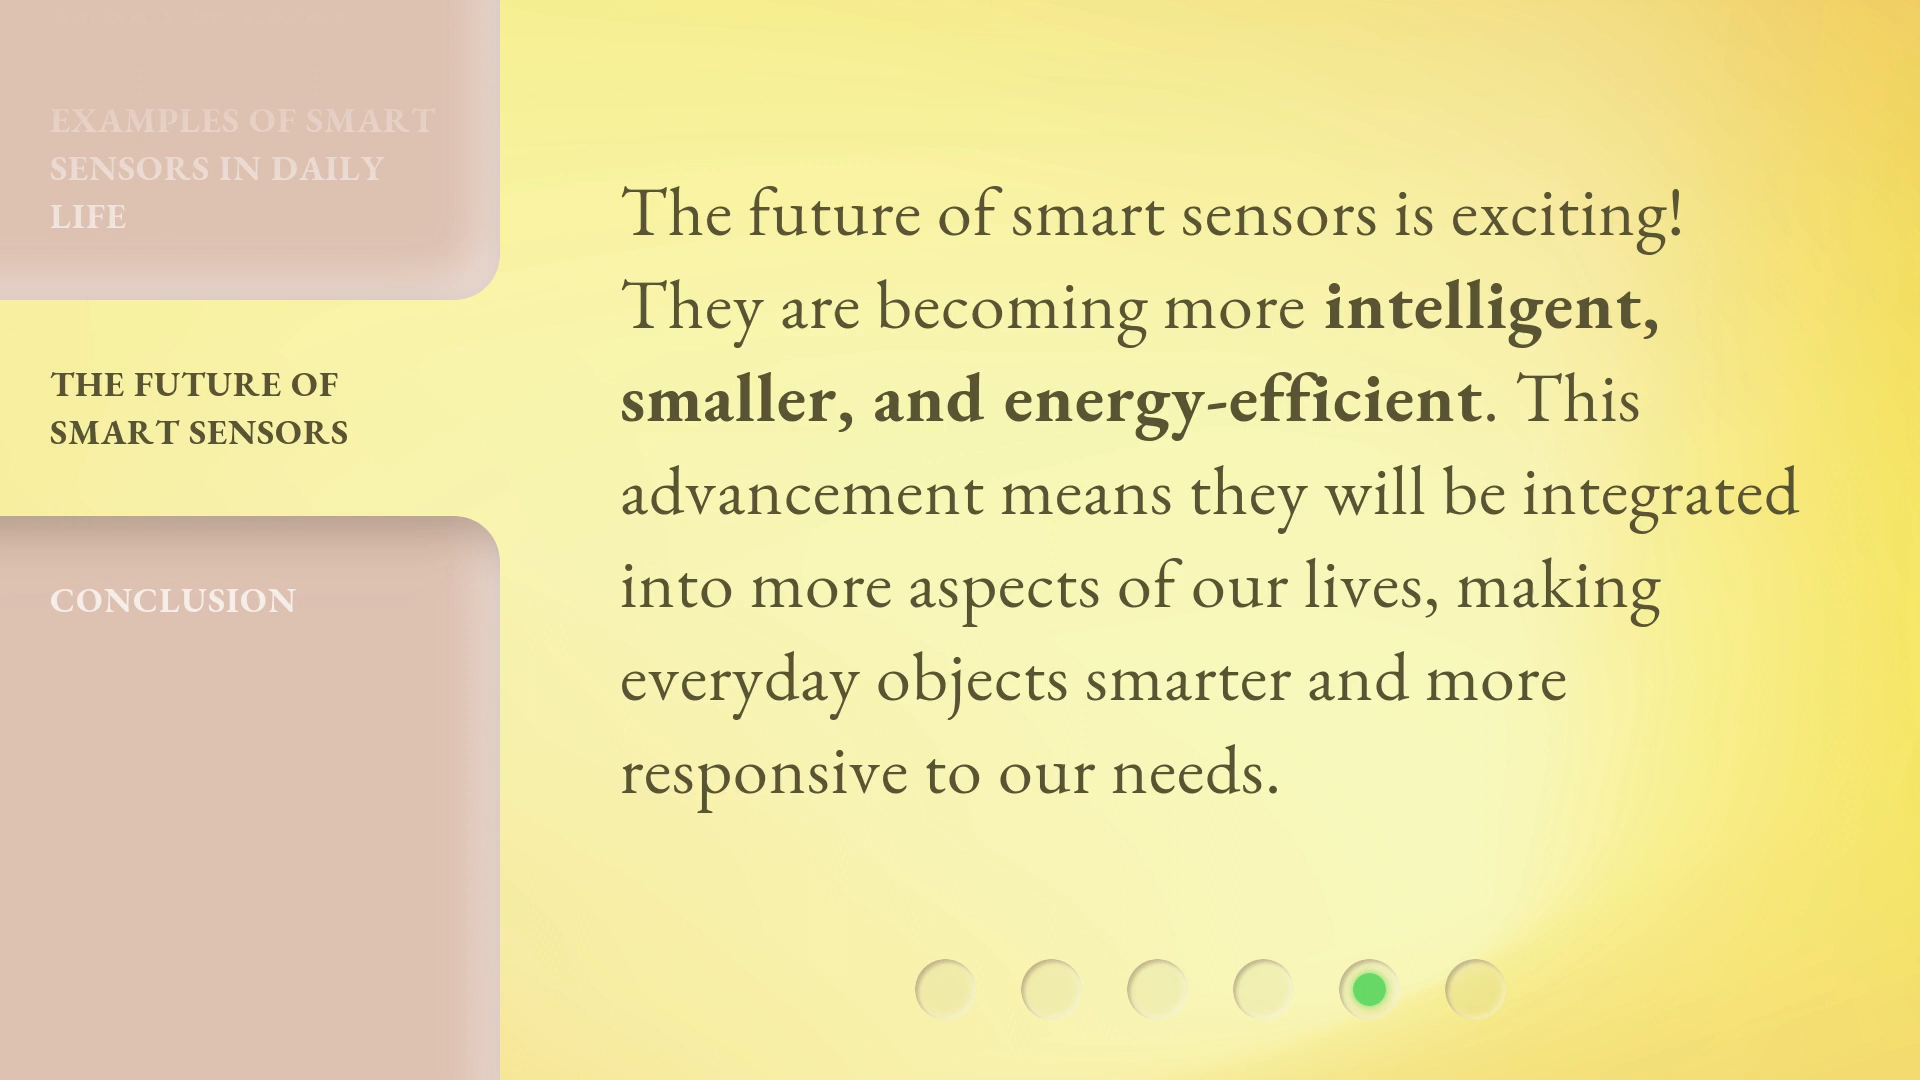 EXAMPLES OF SMART
SENSORS IN DAILY
LIFE
THE FUTURE OF
SMART SENSORS
CONCLUSION
The future of smart sensors is exciting!
They are becoming more intelligent,
smaller, and energy-efficient. This
advancement means they will be integrated
into more aspects of our lives, making
everyday objects smarter and more
responsive to our needs.